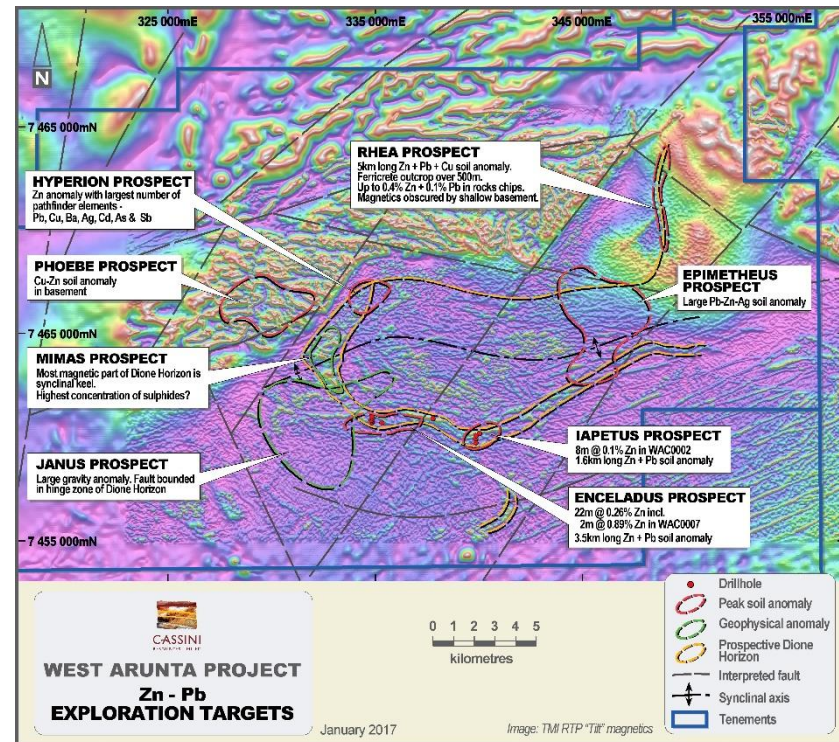 325 000mE
335 000mE
345 000mE
355 000mE
N
7 465 000mN
RHEA PROSPECT
5km long Zn + Pb + Cu soil anomaly.
Ferricrete outcrop over 500m.
Up to 0.4% Zn + 0.1% Pb in rocks chips.
Magnetics obscured by shallow basement.
HYPERION PROSPECT
Zn anomaly with largest number of
pathfinder elements -
Pb, Cu, Ba, Ag, Cd, As & Sb
PHOEBE PROSPECT
Cu-Zn soil anomaly
in basement
EPIMETHEUS
PROSPECT
Large Pb-Zn-Ag soil anomaly
7 465 000mN
MIMAS PROSPECT
Most magnetic part of Dione Horizon is
synclinal keel.
Highest concentration of sulphides?
JANUS PROSPECT
Large gravity anomaly. Fault bounded
in hinge zone of Dione Horizon
IAPETUS PROSPECT
8m @ 0.1% Zn in WAC0002
1.6km long Zn + Pb soil anomaly
ENCELADUS PROSPECT
22m @ 0.26% Zn incl.
2m @ 0.89% Zn in WAC0007
3.5km long Zn + Pb soil anomaly
7 455 000mN
CASSINI
WEST ARUNTA PROJECT
Zn - Pb
EXPLORATION TARGETS
0 1 2 3 4 5
kilometres
January 2017
Image: TMI RTP "Tilt" magnetics
Drillhole
Peak soil anomaly
Geophysical anomaly
Prospective Dione
Horizon
Interpreted fault
Synclinal axis
Tenements